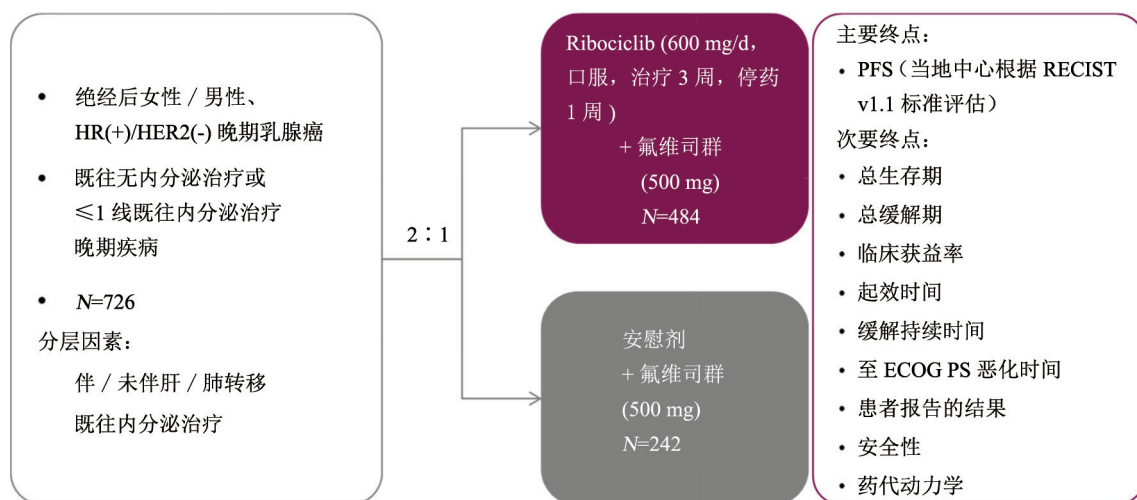 • 绝经后女性 / 男性、
HR(+)/HER2(-) 晚期乳腺癌
• 既往无内分泌治疗或
≤1 线既往内分泌治疗
晚期疾病
• N=726
分层因素：
伴 / 未伴肝 / 肺转移
既往内分泌治疗
2∶1
Ribociclib (600 mg/d，
口服，治疗 3 周，停药
1 周 )
+ 氟维司群
(500 mg)
N=484
安慰剂
+ 氟维司群
(500 mg)
N=242
主要终点：
• PFS（当地中心根据 RECIST
v1.1 标准评估）
次要终点：
• 总生存期
• 总缓解期
• 临床获益率
• 起效时间
• 缓解持续时间
• 至 ECOG PS 恶化时间
• 患者报告的结果
• 安全性
• 药代动力学